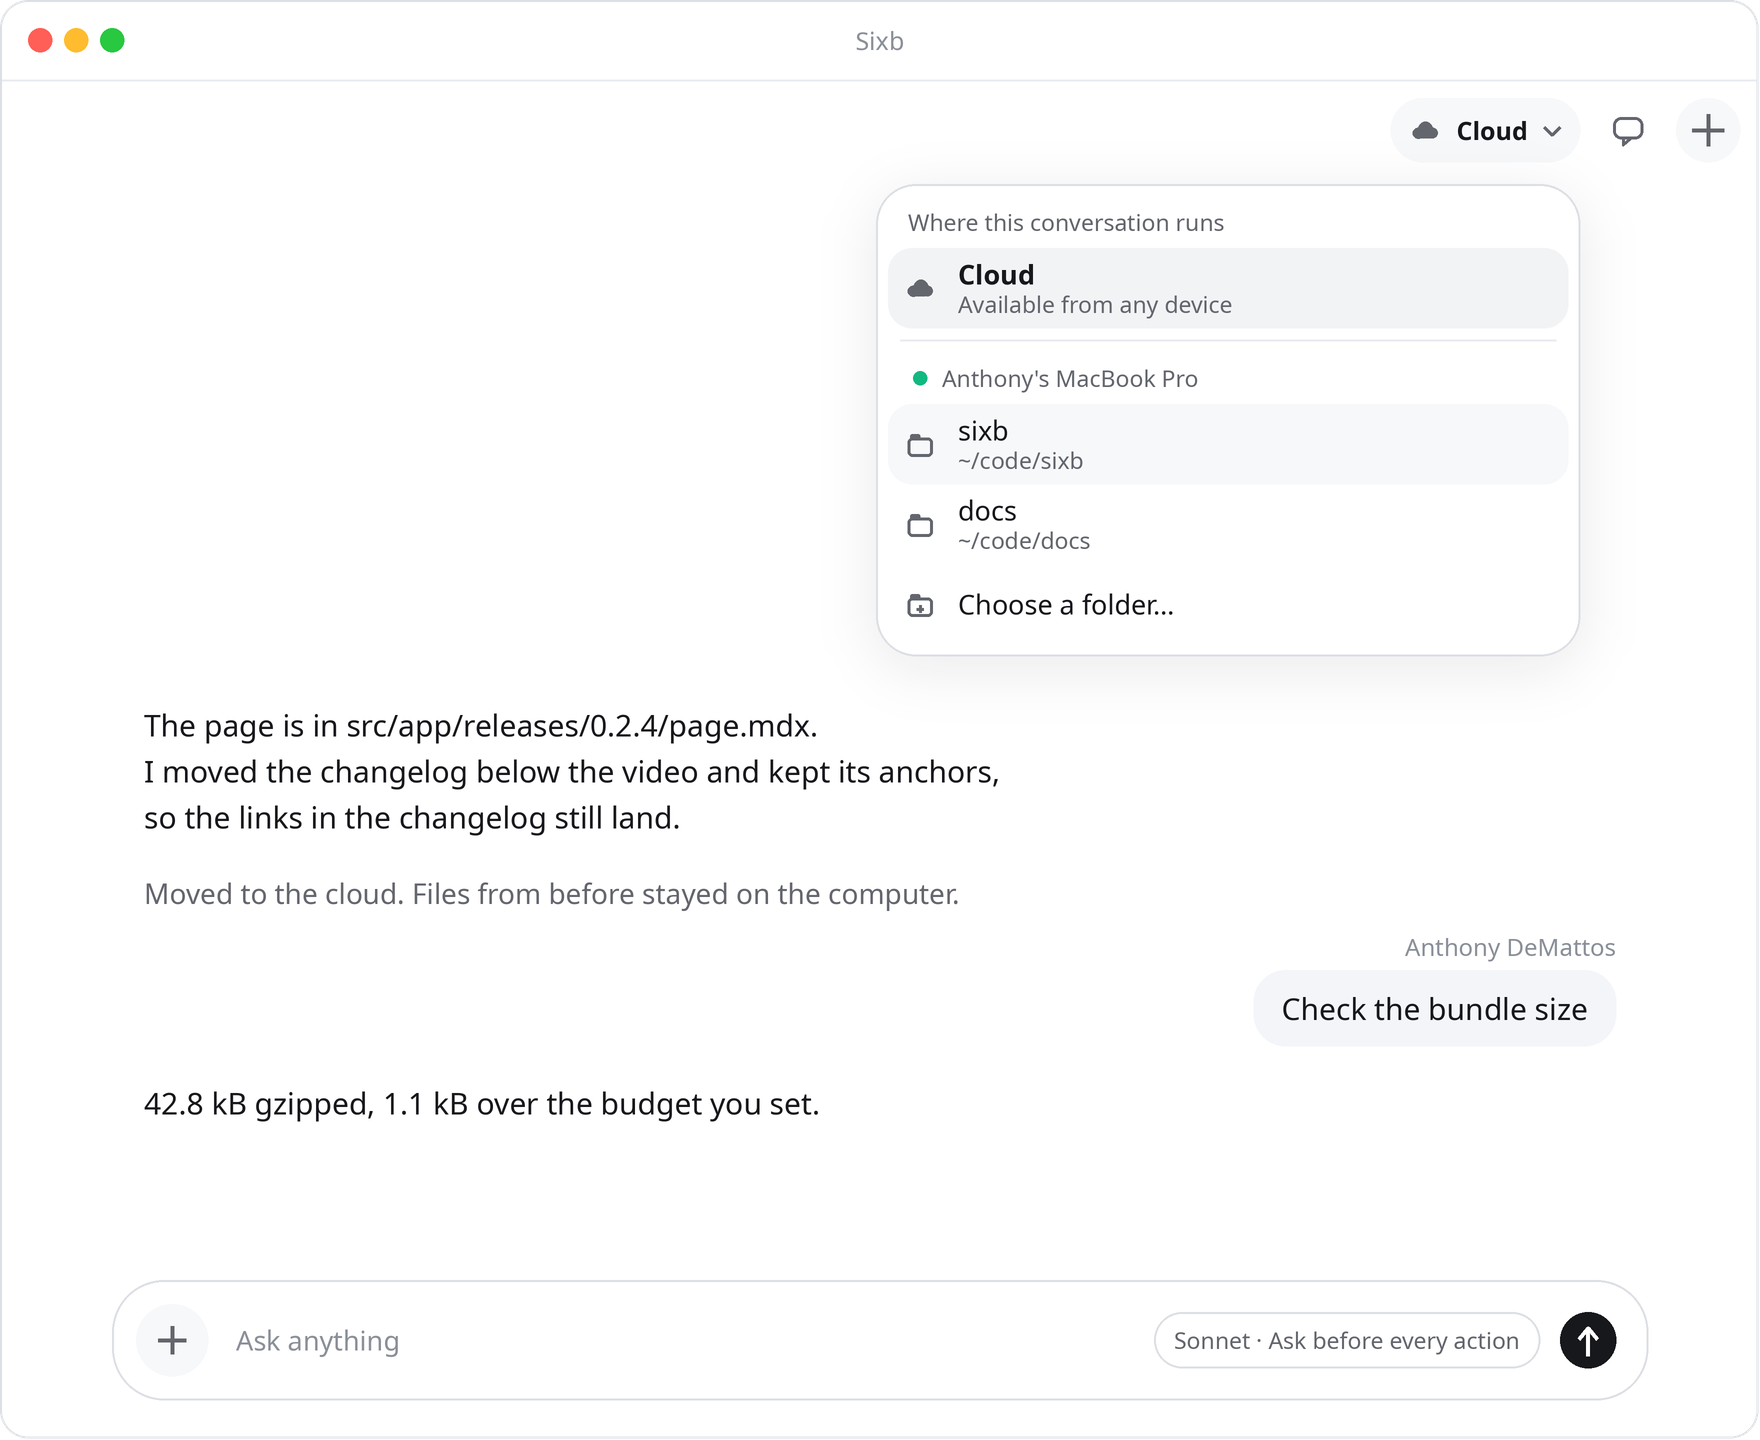 Sixb
Cloud
Where this conversation runs
Cloud
Available from any device
Anthony's MacBook Pro
sixb
~/code/sixb
docs
~/code/docs
Choose a folder...
The page is in src/app/releases/0.2.4/page.mdx.
I moved the changelog below the video and kept its anchors,
so the links in the changelog still land.
Moved to the cloud. Files from before stayed on the computer.
Anthony DeMattos
Check the bundle size
42.8 kB gzipped, 1.1 kB over the budget you set.
Ask anything
Sonnet · Ask before every action